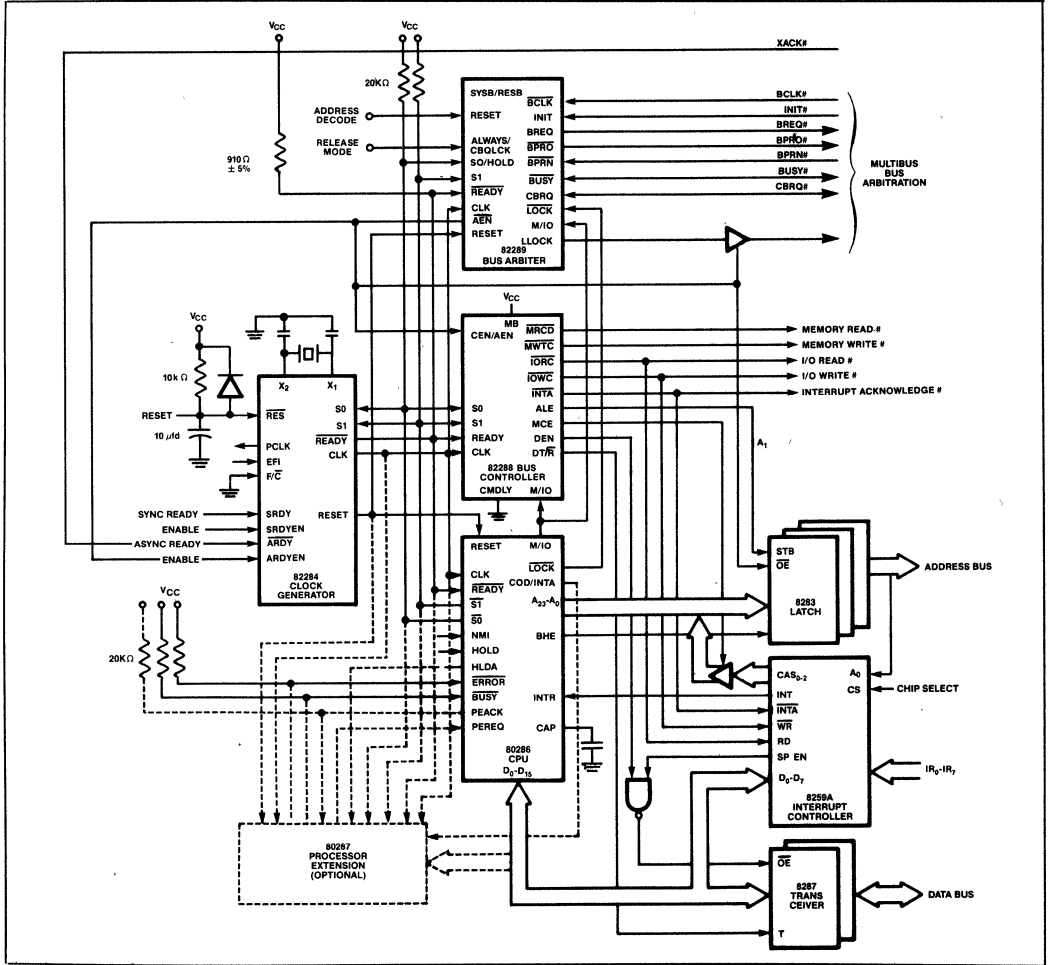 VCC
VCC
XACK#
20KΩ
910Ω
± 5%
ADDRESS
DECODE
RELEASE
MODE
SYSB/RESB
RESET
ALWAYS/
CBQLCK
SO/HOLD
S1
READY
CLK
AEN
RESET
BCLK
INIT
BREQ
BPRO
BPRN
BUSY
CBRQ
LOCK
M/IO
LLOCK
82289
BUS ARBITER
BCLK#
INIT#
BREQ#
BPRO#
BPRN#
BUSY#
CBRQ#
MULTIBUS
BUS
ARBITRATION
VCC
MB
CEN/AEN
S0
S1
READY
CLK
MRCD
MWTC
IORC
IOWC
INTA
ALE
MCE
DEN
DT/R
82288 BUS
CONTROLLER
CMDLY
M/IO
MEMORY READ #
MEMORY WRITE #
I/O READ #
I/O WRITE #
INTERRUPT ACKNOWLEDGE #
A1
VCC
10kΩ
RESET
10 µfd
X2
X1
RES
PCLK
EFI
F/C
SRDY
SRDYEN
ARDY
ARDYEN
S0
S1
READY
CLK
RESET
82284
CLOCK
GENERATOR
SYNC READY
ENABLE
ASYNC READY
ENABLE
VCC
20KΩ
RESET
M/IO
CLK
READY
S1
S0
NMI
HOLD
HLDA
ERROR
BUSY
PEACK
PEREQ
LOCK
COD/INTA
A23-A0
BHE
INTR
CAP
80286
CPU
D0-D15
STB
OE
8283
LATCH
ADDRESS BUS
CAS0-2
INT
INTA
WR
RD
SP EN
D0-D7
A0
CS
CHIP SELECT
IR0-IR7
8259A
INTERRUPT
CONTROLLER
80287
PROCESSOR
EXTENSION
(OPTIONAL)
OE
8287
TRANS
CEIVER
T
DATA BUS